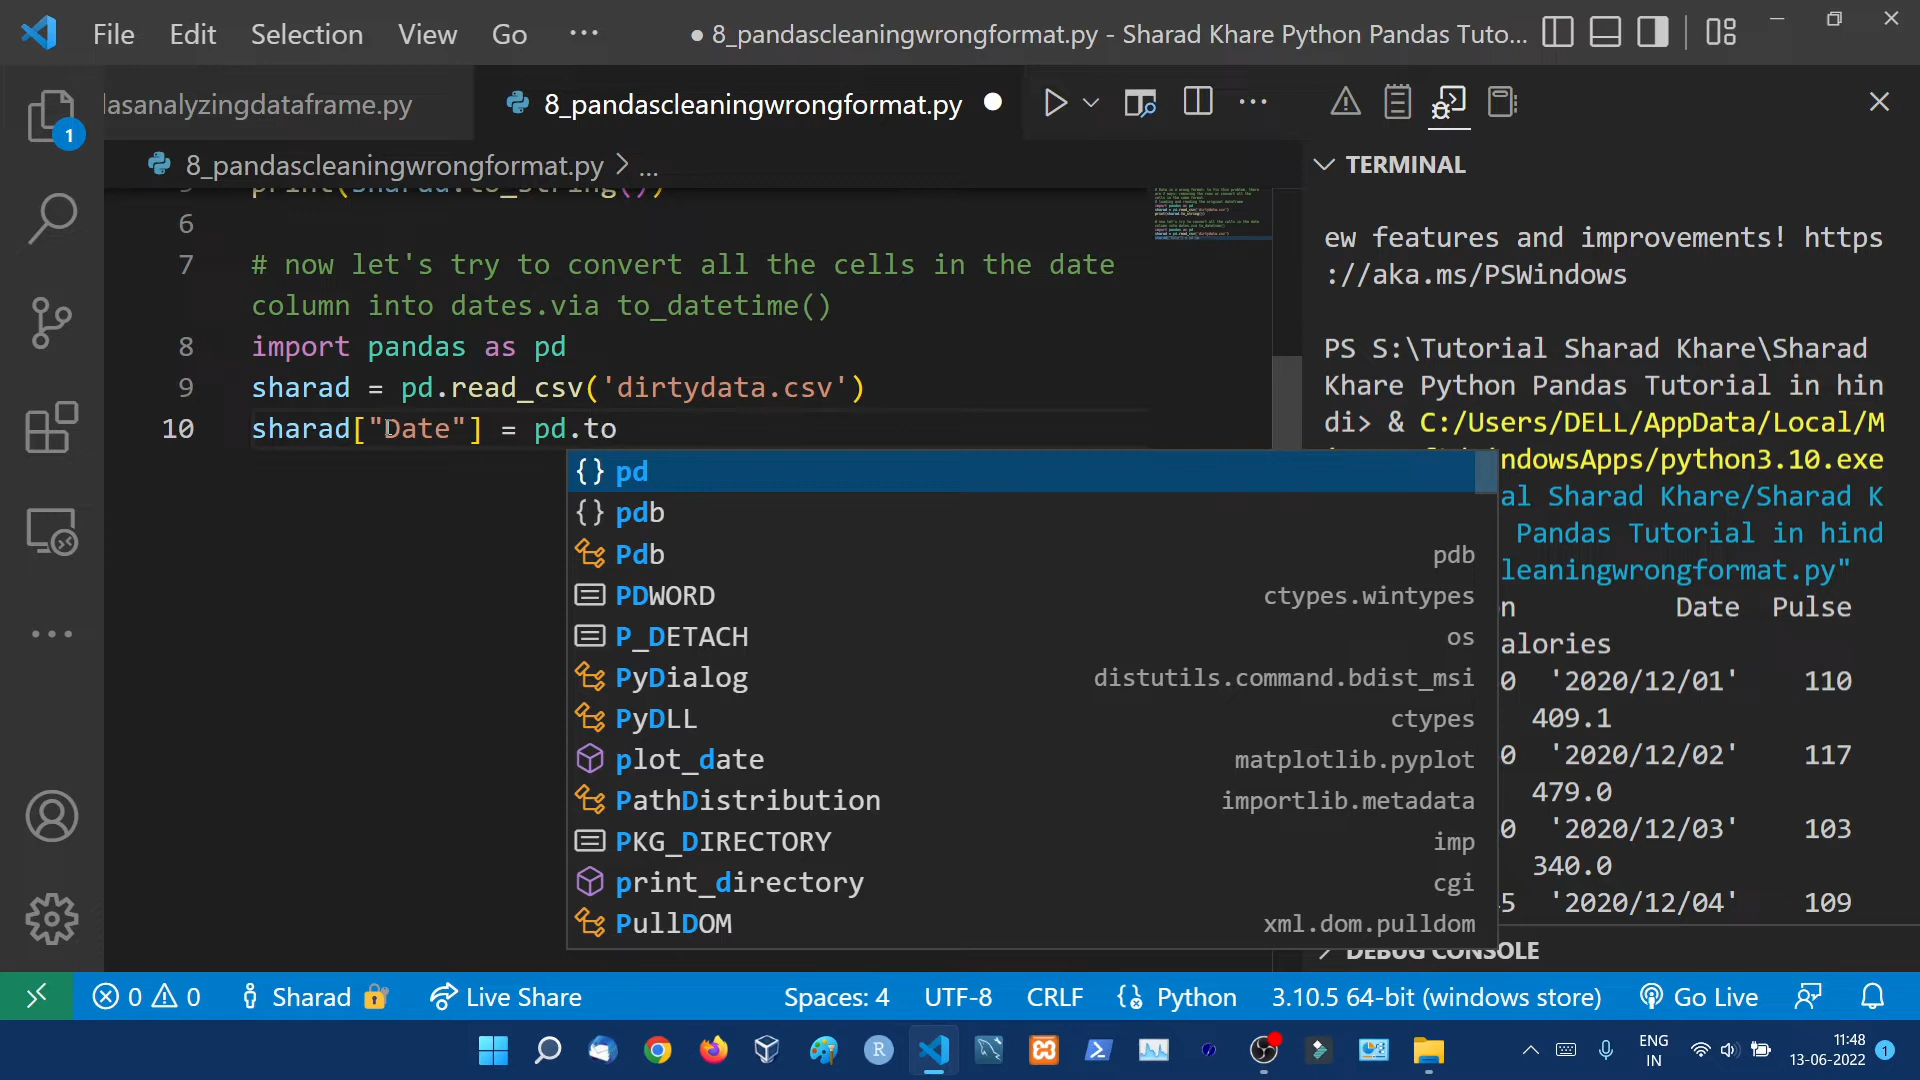 File Edit Selection View Go ...
● 8_pandascleaningwrongformat.py - Sharad Khare Python Pandas Tuto...
1
lasanalyzingdataframe.py
8_pandascleaningwrongformat.py
8_pandascleaningwrongformat.py > ...
print(sharad.to_string())
6
7 # now let's try to convert all the cells in the date
column into dates.via to_datetime()
8 import pandas as pd
9 sharad = pd.read_csv('dirtydata.csv')
10 sharad["Date"] = pd.to
{} pd
{} pdb
Pdb pdb
PDWORD ctypes.wintypes
P_DETACH os
PyDialog distutils.command.bdist_msi
PyDLL ctypes
plot_date matplotlib.pyplot
PathDistribution importlib.metadata
PKG_DIRECTORY imp
print_directory cgi
PullDOM xml.dom.pulldom
TERMINAL
ew features and improvements! https
://aka.ms/PSWindows
PS S:\Tutorial Sharad Khare\Sharad
Khare Python Pandas Tutorial in hin
di> & C:/Users/DELL/AppData/Local/M
indowsApps/python3.10.exe
al Sharad Khare/Sharad K
Pandas Tutorial in hind
leaningwrongformat.py"
n Date Pulse
alories
0 '2020/12/01' 110
409.1
0 '2020/12/02' 117
479.0
0 '2020/12/03' 103
340.0
5 '2020/12/04' 109
DEBUG CONSOLE
0 0 Sharad Live Share Spaces: 4 UTF-8 CRLF Python 3.10.5 64-bit (windows store) Go Live
R
ENG
IN
11:48
13-06-2022
1